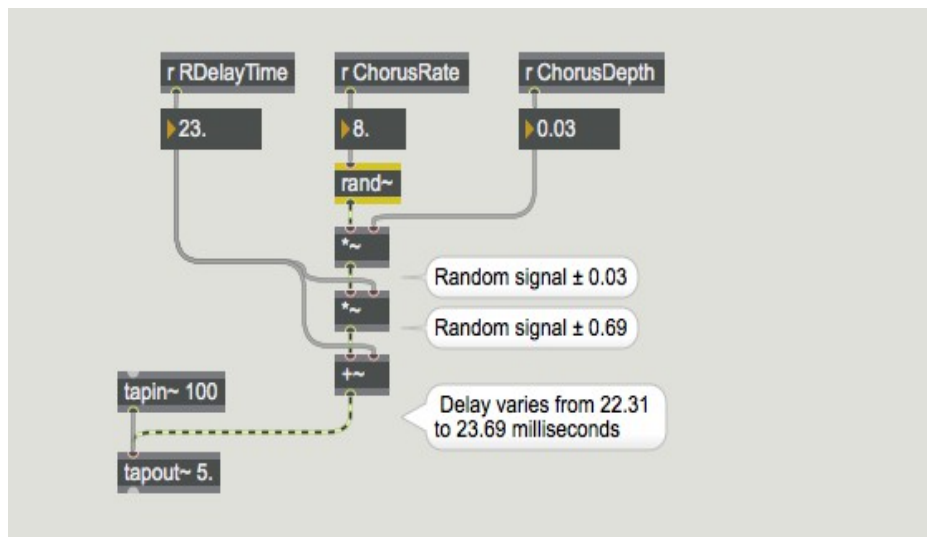 r RDelayTime
r ChorusRate
r ChorusDepth
23.
8.
0.03
rand~
*~
Random signal ± 0.03
*~
Random signal ± 0.69
+~
tapin~ 100
Delay varies from 22.31
to 23.69 milliseconds
tapout~ 5.